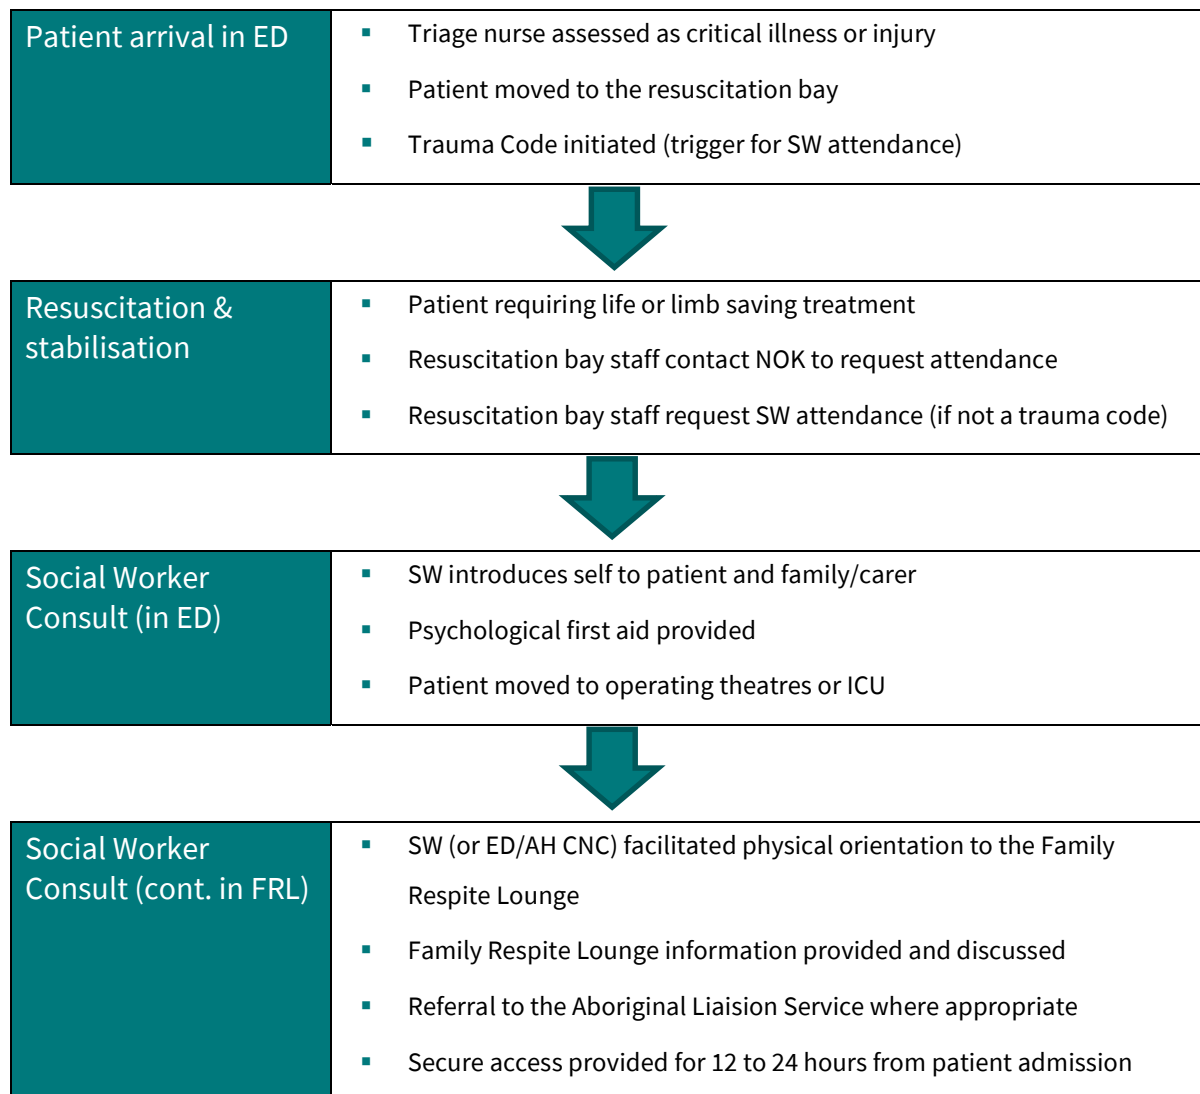 Patient arrival in ED
▪ Triage nurse assessed as critical illness or injury
▪ Patient moved to the resuscitation bay
▪ Trauma Code initiated (trigger for SW attendance)
Resuscitation &
stabilisation
▪ Patient requiring life or limb saving treatment
▪ Resuscitation bay staff contact NOK to request attendance
▪ Resuscitation bay staff request SW attendance (if not a trauma code)
Social Worker
Consult (in ED)
▪ SW introduces self to patient and family/carer
▪ Psychological first aid provided
▪ Patient moved to operating theatres or ICU
Social Worker
Consult (cont. in FRL)
▪ SW (or ED/AH CNC) facilitated physical orientation to the Family
Respite Lounge
▪ Family Respite Lounge information provided and discussed
▪ Referral to the Aboriginal Liaision Service where appropriate
▪ Secure access provided for 12 to 24 hours from patient admission